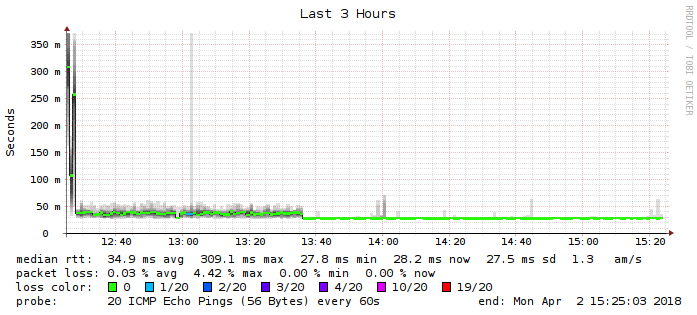 Last 3 Hours
RRDTOOL / TOBI OETIKER
Seconds
350 m
300 m
250 m
200 m
150 m
100 m
50 m
0
12:40 13:00 13:20 13:40 14:00 14:20 14:40 15:00 15:20
median rtt: 34.9 ms avg 309.1 ms max 27.8 ms min 28.2 ms now 27.5 ms sd 1.3 am/s
packet loss: 0.03 % avg 4.42 % max 0.00 % min 0.00 % now
loss color: 0 1/20 2/20 3/20 4/20 10/20 19/20
probe: 20 ICMP Echo Pings (56 Bytes) every 60s end: Mon Apr 2 15:25:03 2018